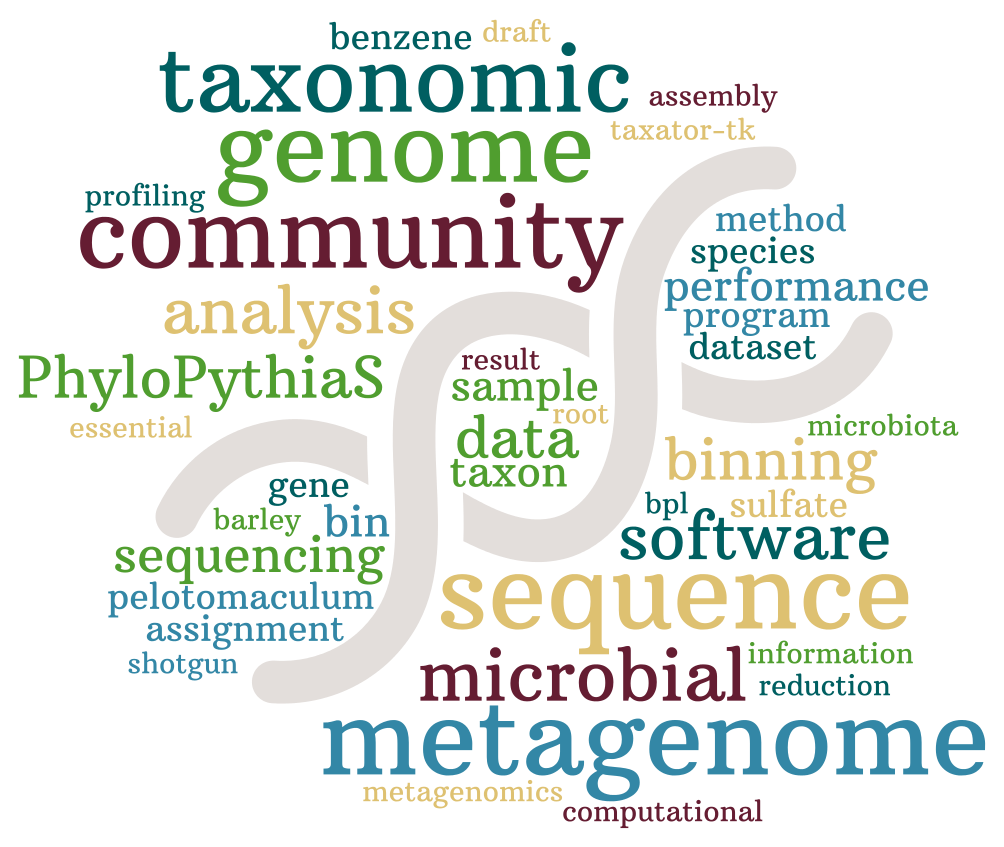 benzene
draft
taxonomic
assembly
genome
taxator-tk
profiling
community
method
species
performance
program
dataset
analysis
PhyloPythiaS
essential
result
sample
root
data
taxon
microbiota
binning
gene
barley
bin
bpl
sulfate
software
sequencing
sequence
pelotomaculum
assignment
shotgun
microbial
information
reduction
metagenome
metagenomics
computational